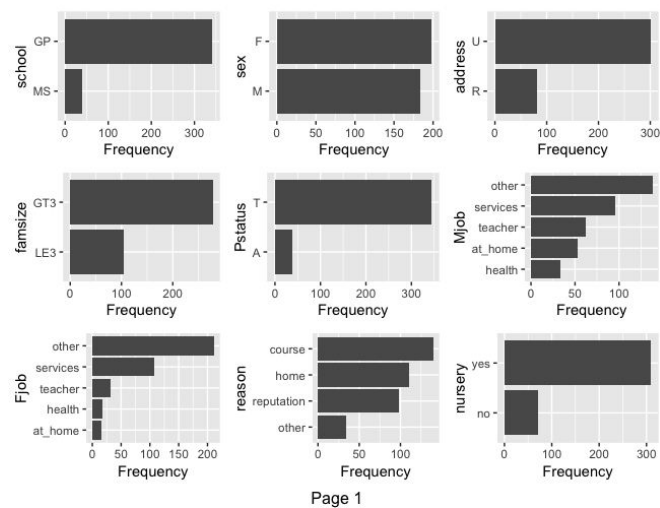 school
GP
MS
0 100 200 300
Frequency
sex
F
M
0 50 100 150 200
Frequency
address
U
R
0 100 200 300
Frequency
famsize
GT3
LE3
0 100 200
Frequency
Pstatus
T
A
0 100 200 300
Frequency
Mjob
other
services
teacher
at_home
health
0 50 100
Frequency
Fjob
other
services
teacher
health
at_home
0 50 100 150 200
Frequency
reason
course
home
reputation
other
0 50 100
Frequency
nursery
yes
no
0 100 200 300
Frequency
Page 1